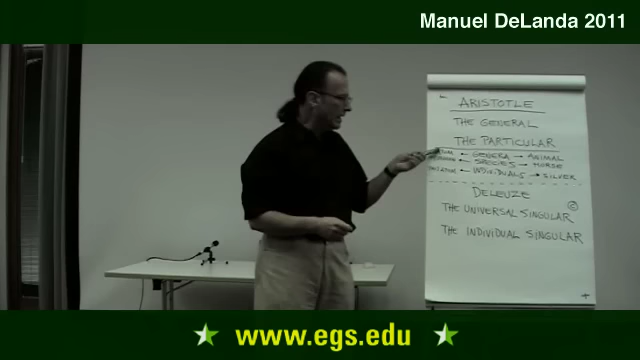 Manuel DeLanda 2011
ARISTOTLE
THE GENERAL
THE PARTICULAR
← GENERA → ANIMAL
← SPECIES → HORSE
← INDIVIDUALS → SILVER
DELEUZE
THE UNIVERSAL SINGULAR
THE INDIVIDUAL SINGULAR
www.egs.edu